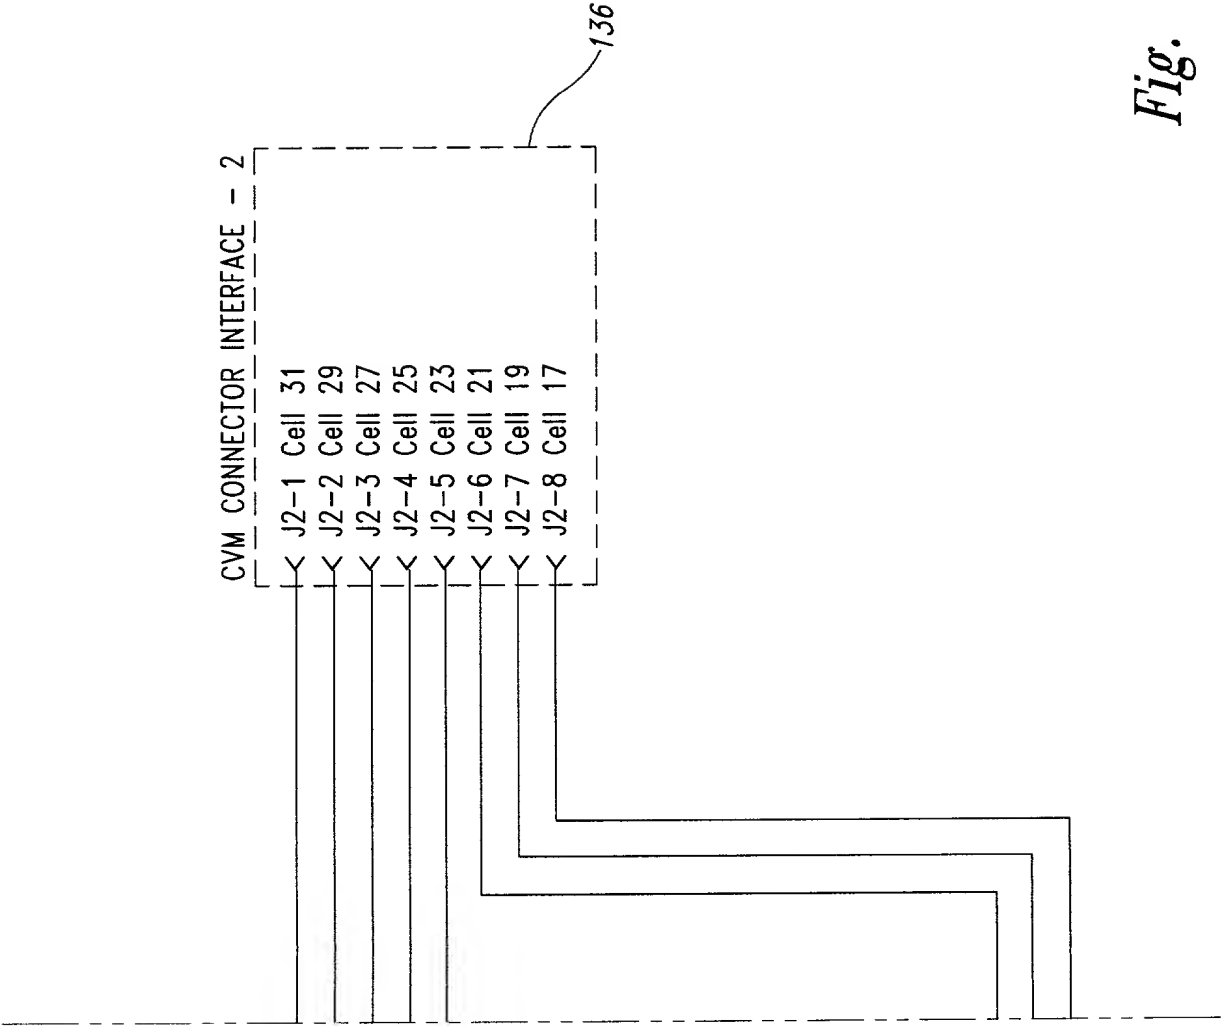 CVM CONNECTOR INTERFACE - 2
J2-1 Cell 31
J2-2 Cell 29
J2-3 Cell 27
J2-4 Cell 25
J2-5 Cell 23
J2-6 Cell 21
J2-7 Cell 19
J2-8 Cell 17
136
Fig.